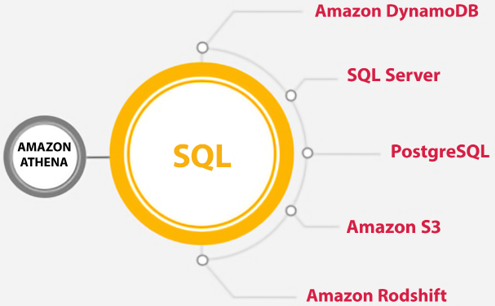 Amazon DynamoDB
SQL Server
AMAZON
ATHENA
SQL
PostgreSQL
Amazon S3
Amazon Rodshift